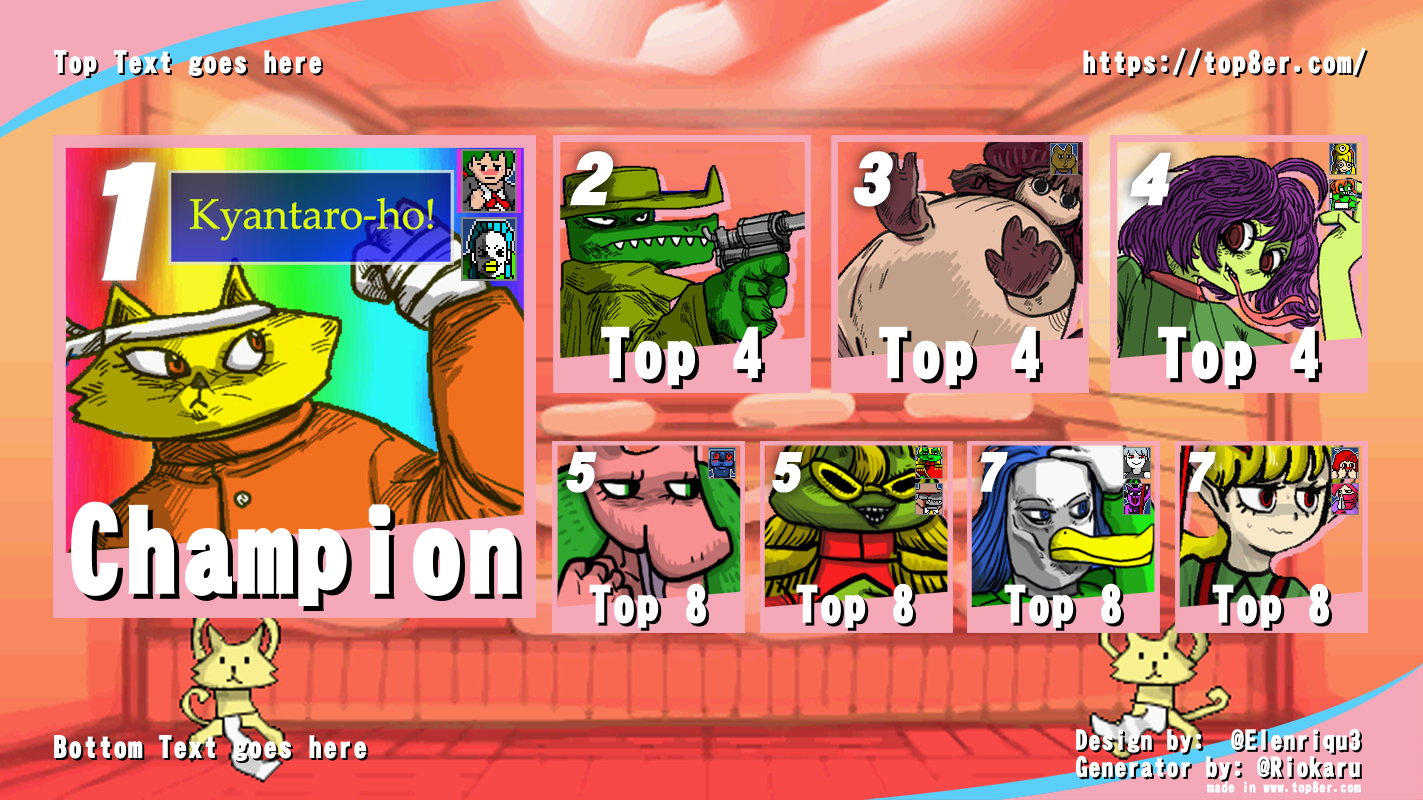 Top Text goes here
https://top8er.com/
1
Kyantaro-ho!
Champion
2
Top 4
3
Top 4
4
Top 4
5
Top 8
5
Top 8
7
Top 8
7
Top 8
Bottom Text goes here
Design by: @Elenriqu3
Generator by: @Riokaru
made in www.top8er.com